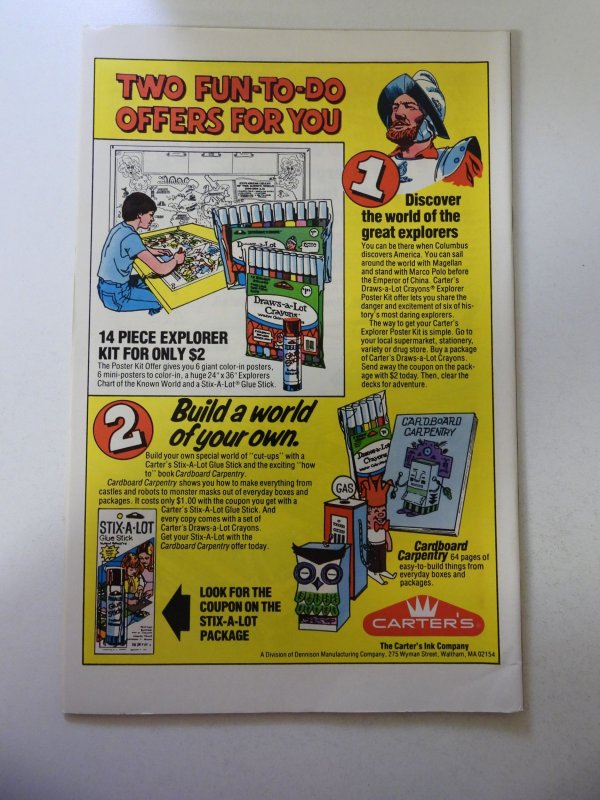 TWO FUN-TO-DO
OFFERS FOR YOU
1
Discover
the world of the
great explorers
You can be there when Columbus
discovers America. You can sail
around the world with Magellan
and stand with Marco Polo before
the Emperor of China. Carter's
Draws-a-Lot Crayons® Explorer
Poster Kit offer lets you share the
danger and excitement of six of his-
tory's most daring explorers.
The way to get your Carter's
Explorer Poster Kit is simple. Go to
your local supermarket, stationery,
variety or drug store. Buy a package
of Carter's Draws-a-Lot Crayons.
Send away the coupon on the pack-
age with $2 today. Then, clear the
decks for adventure.
Draws-a-Lot
Crayons
14 PIECE EXPLORER
KIT FOR ONLY $2
The Poster Kit Offer gives you 6 giant color-in posters,
6 mini-posters to color-in, a huge 24" x 36" Explorers
Chart of the Known World and a Stix-A-Lot® Glue Stick.
2
Build a world
of your own.
Build your own special world of "cut-ups" with a
Carter's Stix-A-Lot Glue Stick and the exciting "how
to" book Cardboard Carpentry.
Cardboard Carpentry shows you how to make everything from
castles and robots to monster masks out of everyday boxes and
packages. It costs only $1.00 with the coupon you get with a
Carter's Stix-A-Lot Glue Stick. And
every copy comes with a set of
Carter's Draws-a-Lot Crayons.
Get your Stix-A-Lot with the
Cardboard Carpentry offer today.
STIX-A-LOT
Glue Stick
LOOK FOR THE
COUPON ON THE
STIX-A-LOT
PACKAGE
Draws-a-Lot
Crayons
GAS
CARDBOARD
CARPENTRY
Cardboard
Carpentry 64 pages of
easy-to-build things from
everyday boxes and
packages.
CARTER'S
The Carter's Ink Company
A Division of Dennison Manufacturing Company, 275 Wyman Street, Waltham, MA 02154